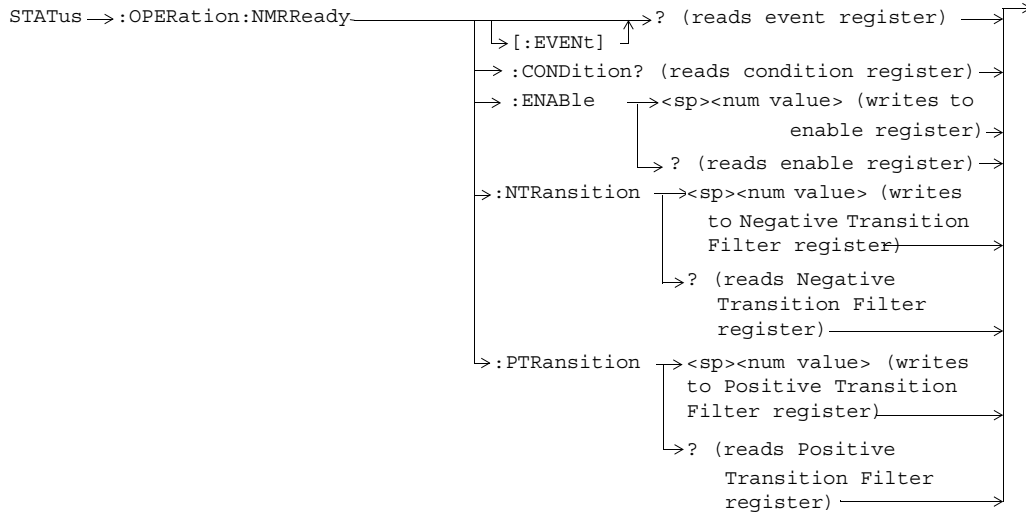 STATus :OPERation:NMRReady ? (reads event register)
[:EVENt]
:CONDition? (reads condition register)
:ENABle <sp><num value> (writes to
enable register)
? (reads enable register)
:NTRansition <sp><num value> (writes
to Negative Transition
Filter register)
? (reads Negative
Transition Filter
register)
:PTRansition <sp><num value> (writes
to Positive Transition
Filter register)
? (reads Positive
Transition Filter
register)